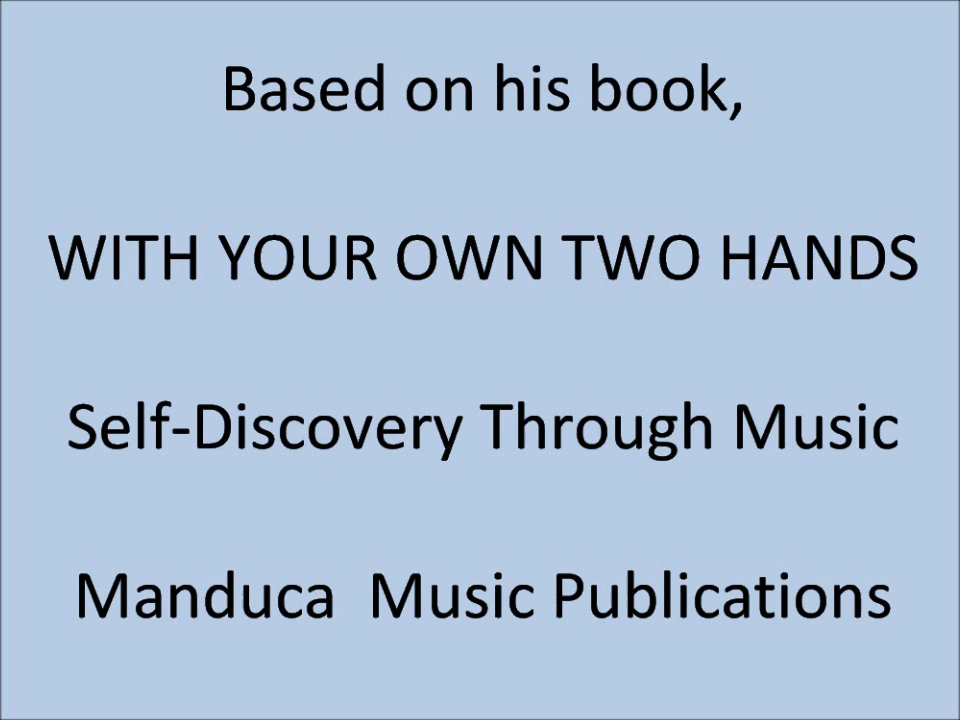 Based on his book,
WITH YOUR OWN TWO HANDS
Self-Discovery Through Music
Manduca  Music Publications